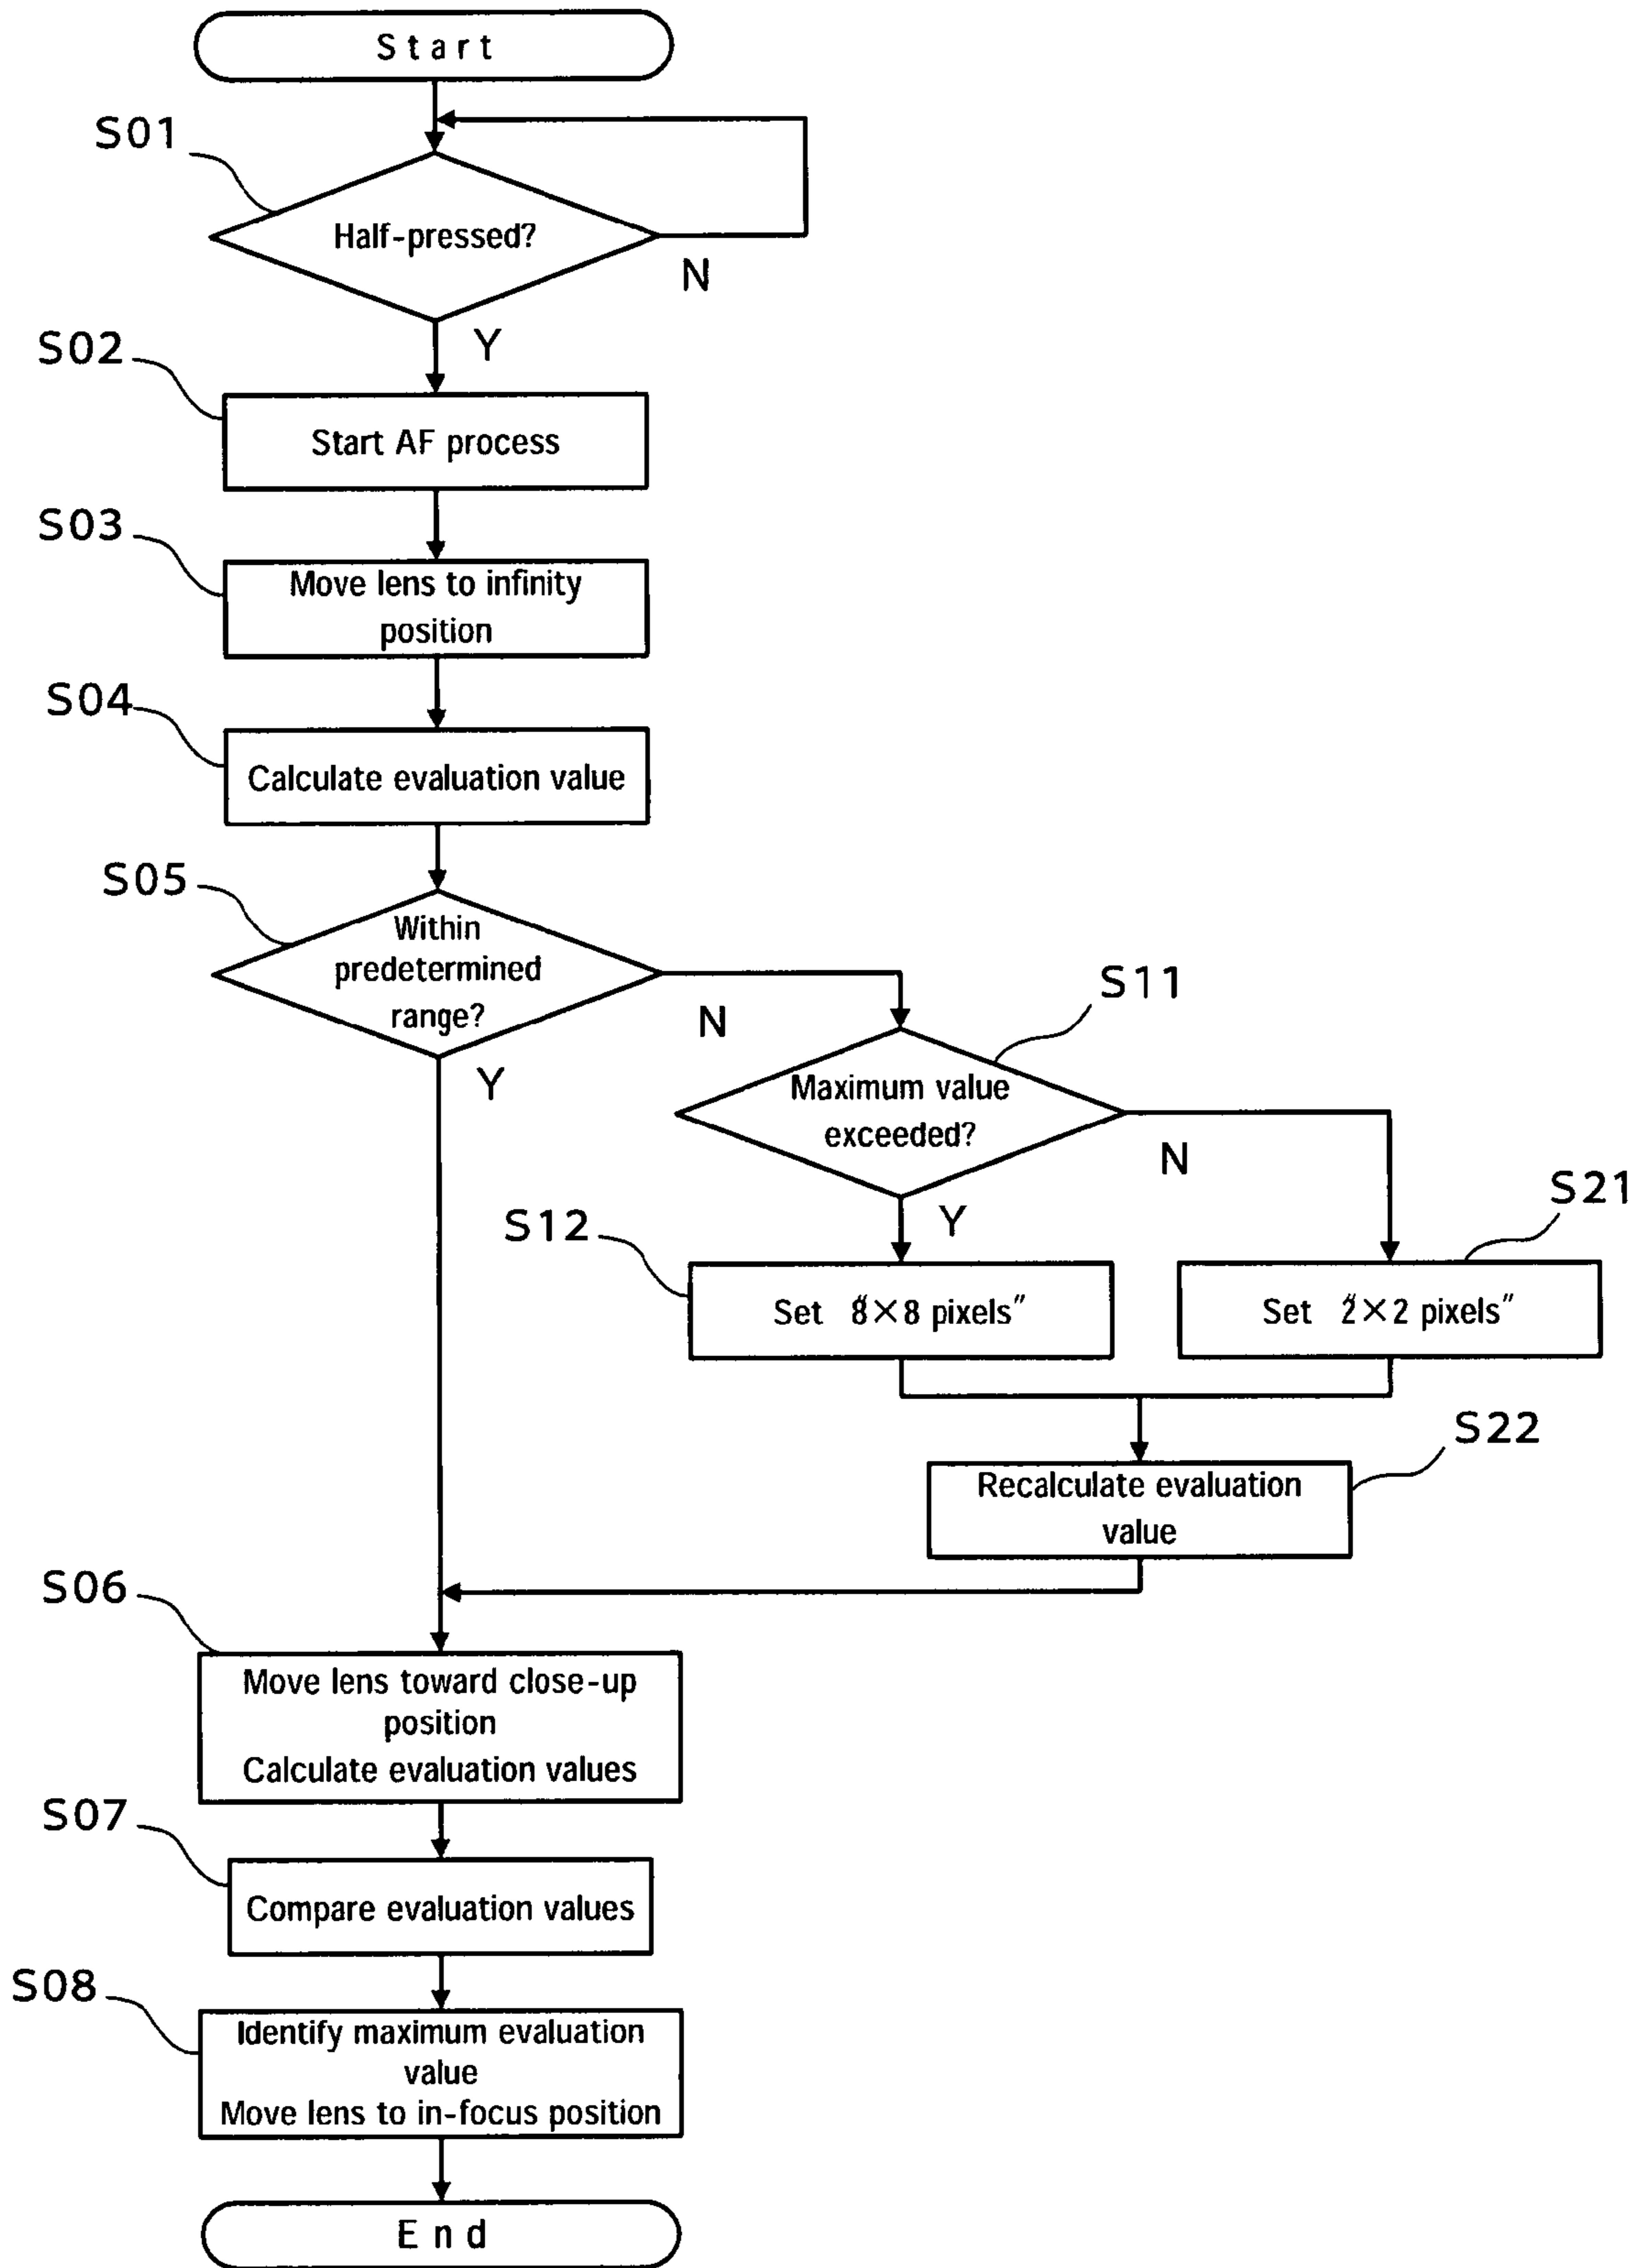 Start
S01
Half-pressed?
N
Y
S02
Start AF process
S03
Move lens to infinity
position
S04
Calculate evaluation value
S05
Within
predetermined
range?
N
Y
S11
Maximum value
exceeded?
N
Y
S12
Set "8×8 pixels"
S21
Set "2×2 pixels"
S22
Recalculate evaluation
value
S06
Move lens toward close-up
position
Calculate evaluation values
S07
Compare evaluation values
S08
Identify maximum evaluation
value
Move lens to in-focus position
End